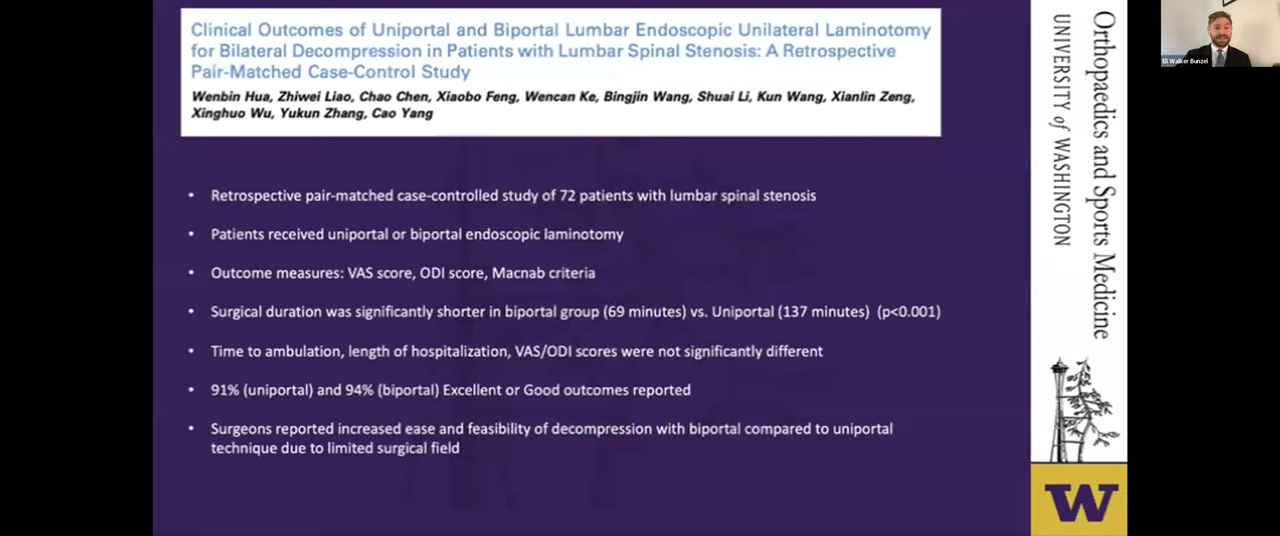 Clinical Outcomes of Uniportal and Biportal Lumbar Endoscopic Unilateral Laminotomy
for Bilateral Decompression in Patients with Lumbar Spinal Stenosis: A Retrospective
Pair-Matched Case-Control Study
Wenbin Hua, Zhiwei Liao, Chao Chen, Xiaobo Feng, Wencan Ke, Bingjin Wang, Shuai Li, Kun Wang, Xianlin Zeng,
Xinghuo Wu, Yukun Zhang, Cao Yang
• Retrospective pair-matched case-controlled study of 72 patients with lumbar spinal stenosis
• Patients received uniportal or biportal endoscopic laminotomy
• Outcome measures: VAS score, ODI score, Macnab criteria
• Surgical duration was significantly shorter in biportal group (69 minutes) vs. Uniportal (137 minutes) (p<0.001)
• Time to ambulation, length of hospitalization, VAS/ODI scores were not significantly different
• 91% (uniportal) and 94% (biportal) Excellent or Good outcomes reported
• Surgeons reported increased ease and feasibility of decompression with biportal compared to uniportal
technique due to limited surgical field
Orthopaedics and Sports Medicine
UNIVERSITY of WASHINGTON
W
Eli Walker Bunzel